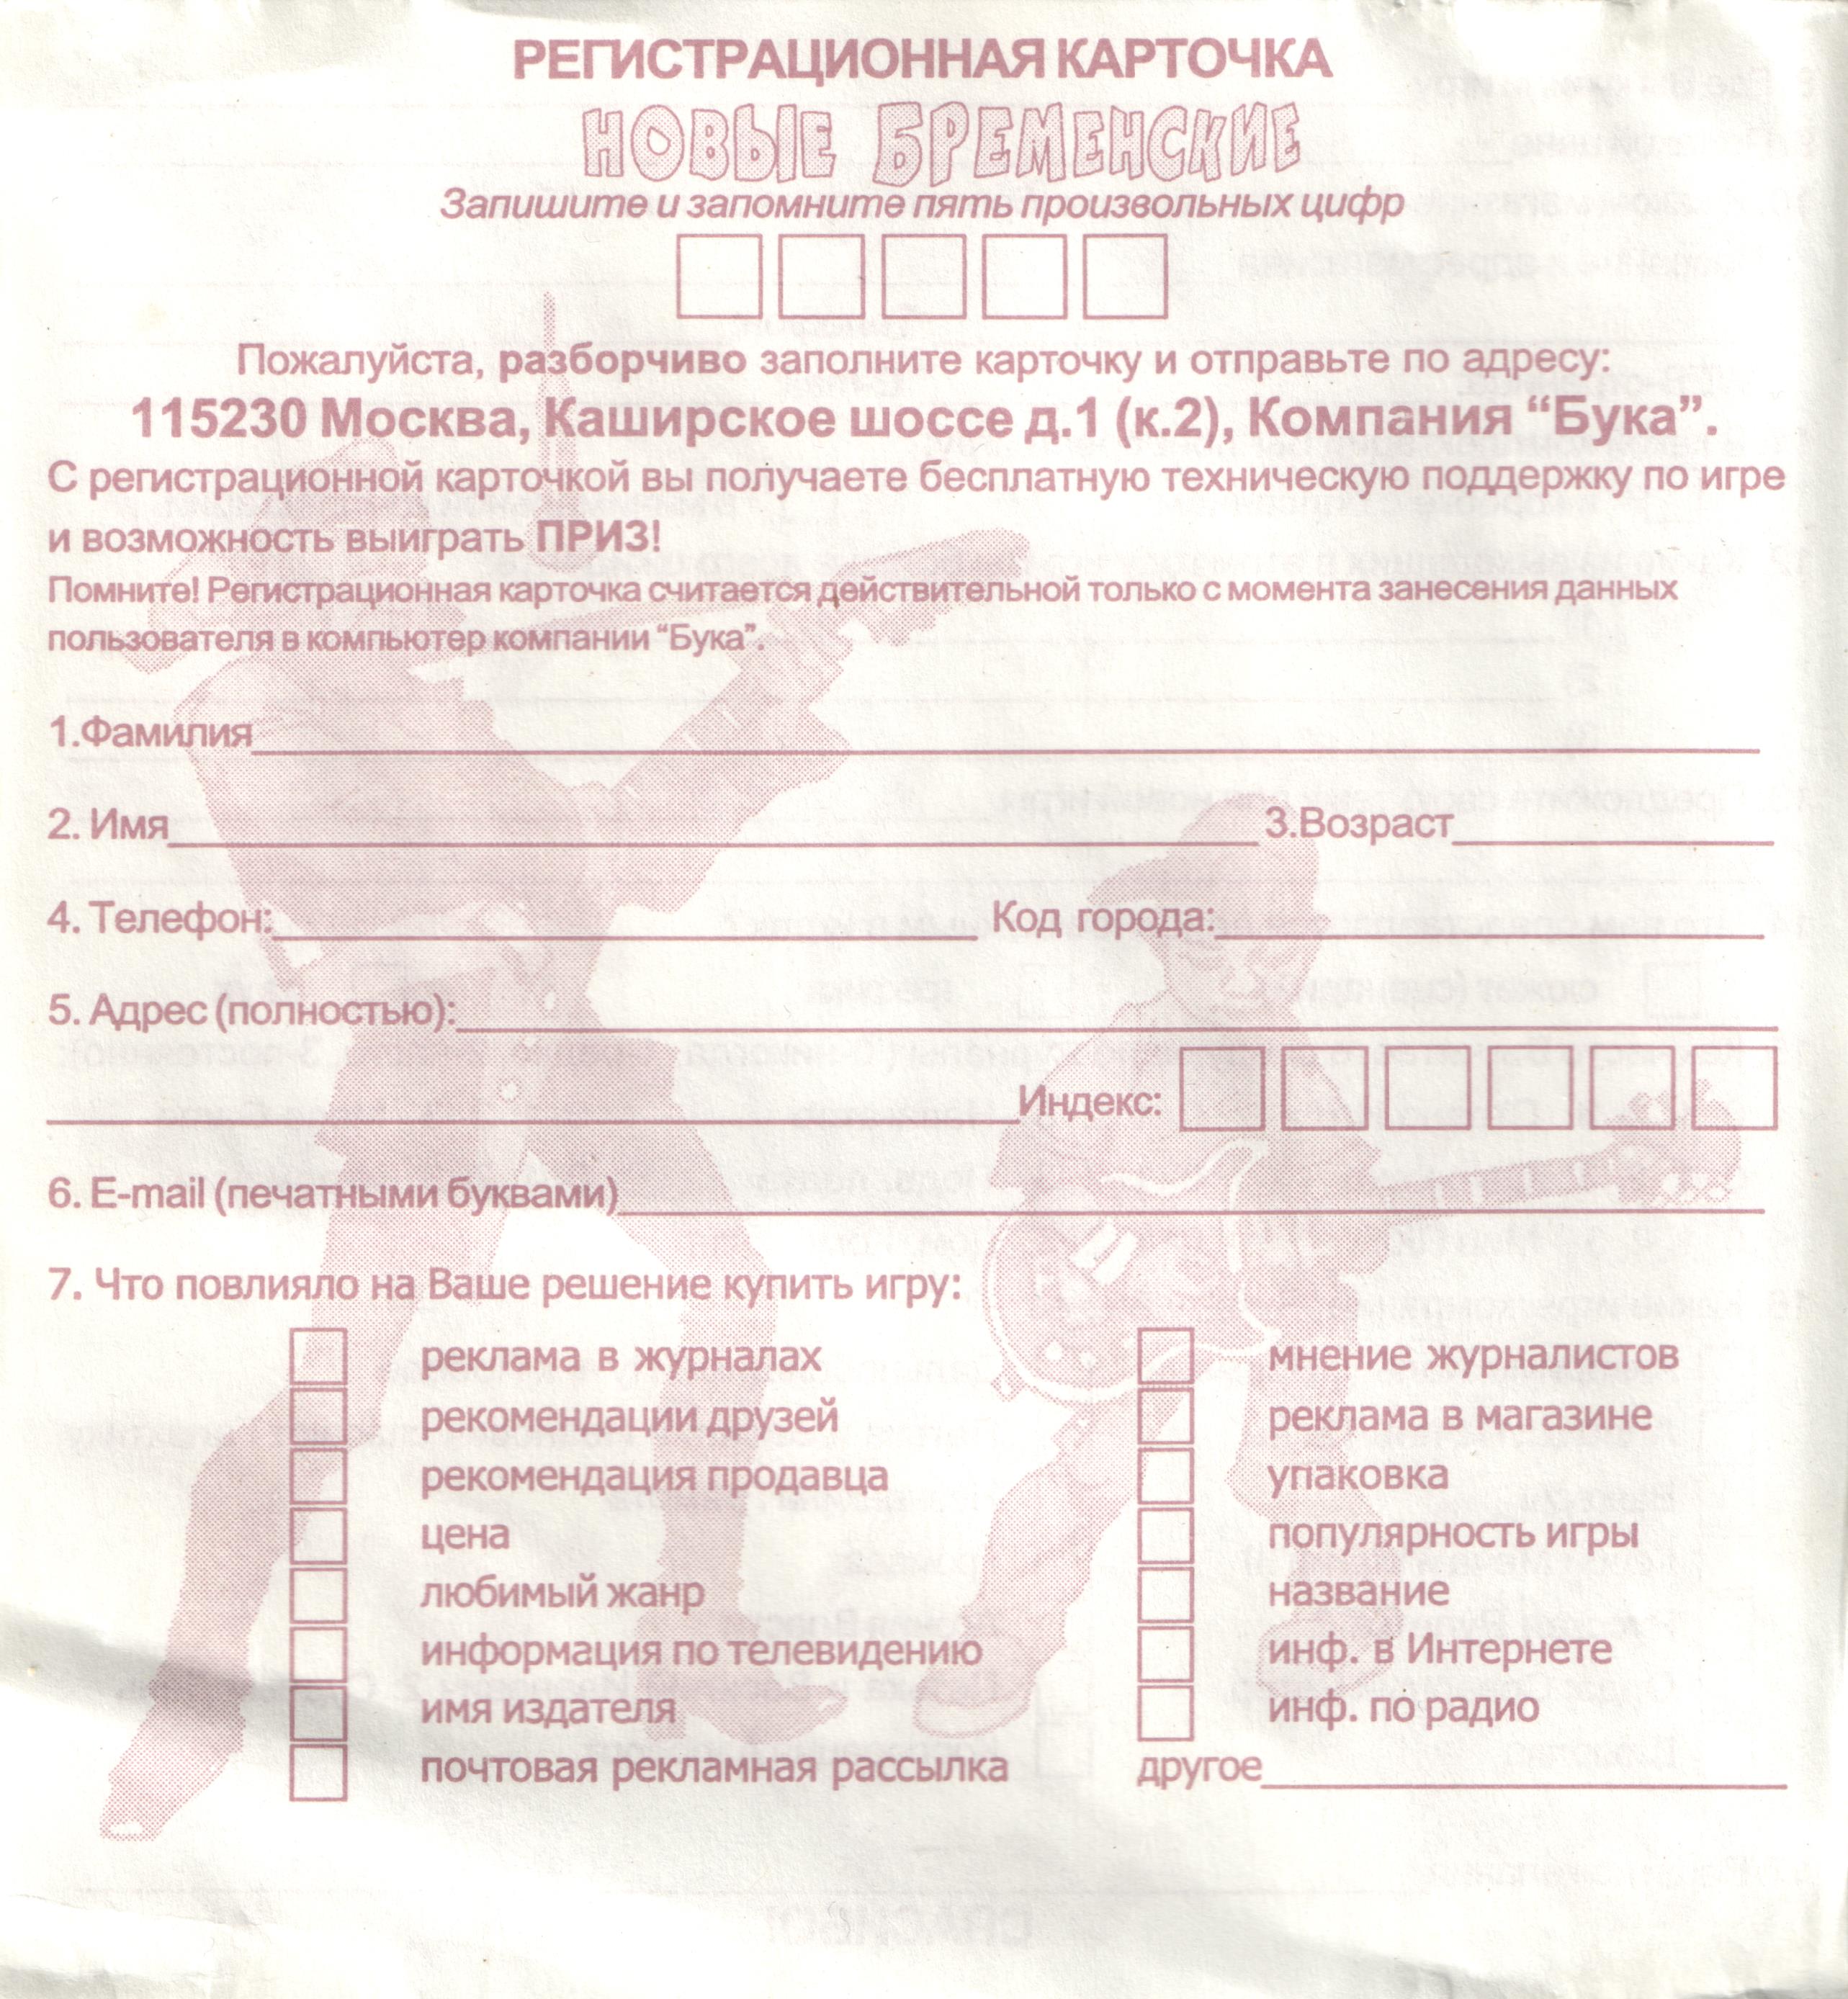 РЕГИСТРАЦИОННАЯ КАРТОЧКА
НОВЫЕ БРЕМЕНСКИЕ
Запишите и запомните пять произвольных цифр
Пожалуйста, разборчиво заполните карточку и отправьте по адресу:
115230 Москва, Каширское шоссе д.1 (к.2), Компания “Бука”.
С регистрационной карточкой вы получаете бесплатную техническую поддержку по игре
и возможность выиграть ПРИЗ!
Помните! Регистрационная карточка считается действительной только с момента занесения данных
пользователя в компьютер компании “Бука”.
1.Фамилия
2. Имя 3.Возраст
4. Телефон: Код города:
5. Адрес (полностью):
Индекс:
6. E-mail (печатными буквами)
7. Что повлияло на Ваше решение купить игру:
реклама в журналах
рекомендации друзей
рекомендация продавца
цена
любимый жанр
информация по телевидению
имя издателя
почтовая рекламная рассылка
мнение журналистов
реклама в магазине
упаковка
популярность игры
название
инф. в Интернете
инф. по радио
другое